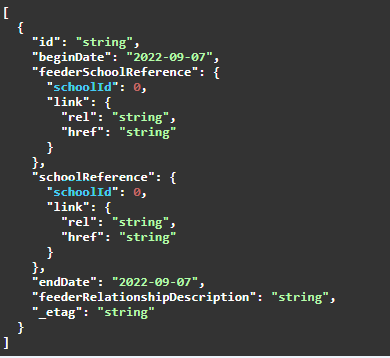 [
  {
    "id": "string",
    "beginDate": "2022-09-07",
    "feederSchoolReference": {
      "schoolId": 0,
      "link": {
        "rel": "string",
        "href": "string"
      }
    },
    "schoolReference": {
      "schoolId": 0,
      "link": {
        "rel": "string",
        "href": "string"
      }
    },
    "endDate": "2022-09-07",
    "feederRelationshipDescription": "string",
    "_etag": "string"
  }
]